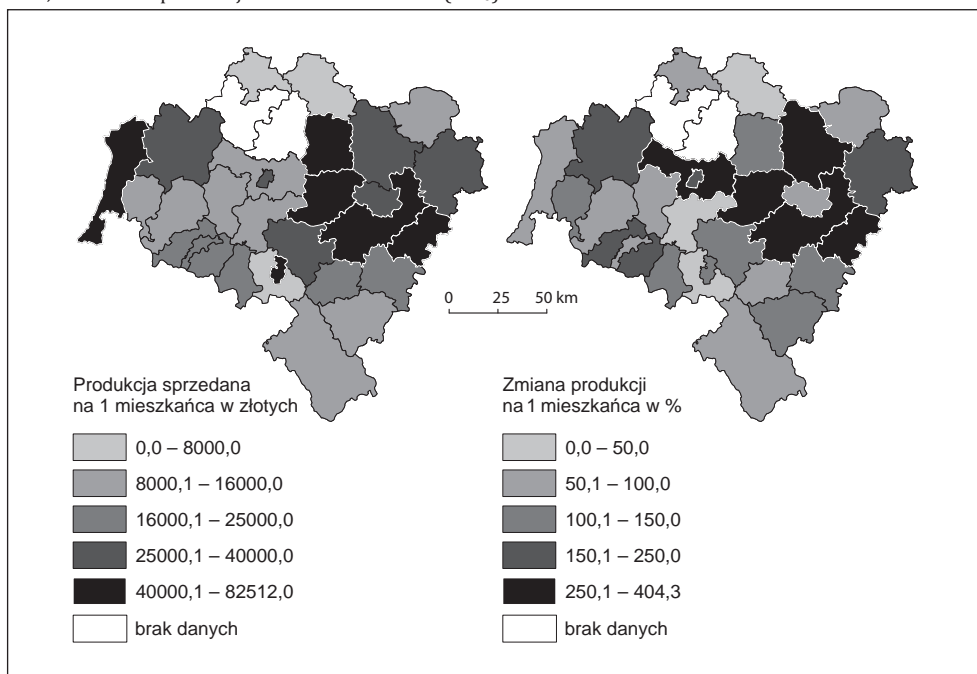 0 25 50 km
Produkcja sprzedana
na 1 mieszkańca w złotych
0,0 – 8000,0
8000,1 – 16000,0
16000,1 – 25000,0
25000,1 – 40000,0
40000,1 – 82512,0
brak danych
Zmiana produkcji
na 1 mieszkańca w %
0,0 – 50,0
50,1 – 100,0
100,1 – 150,0
150,1 – 250,0
250,1 – 404,3
brak danych